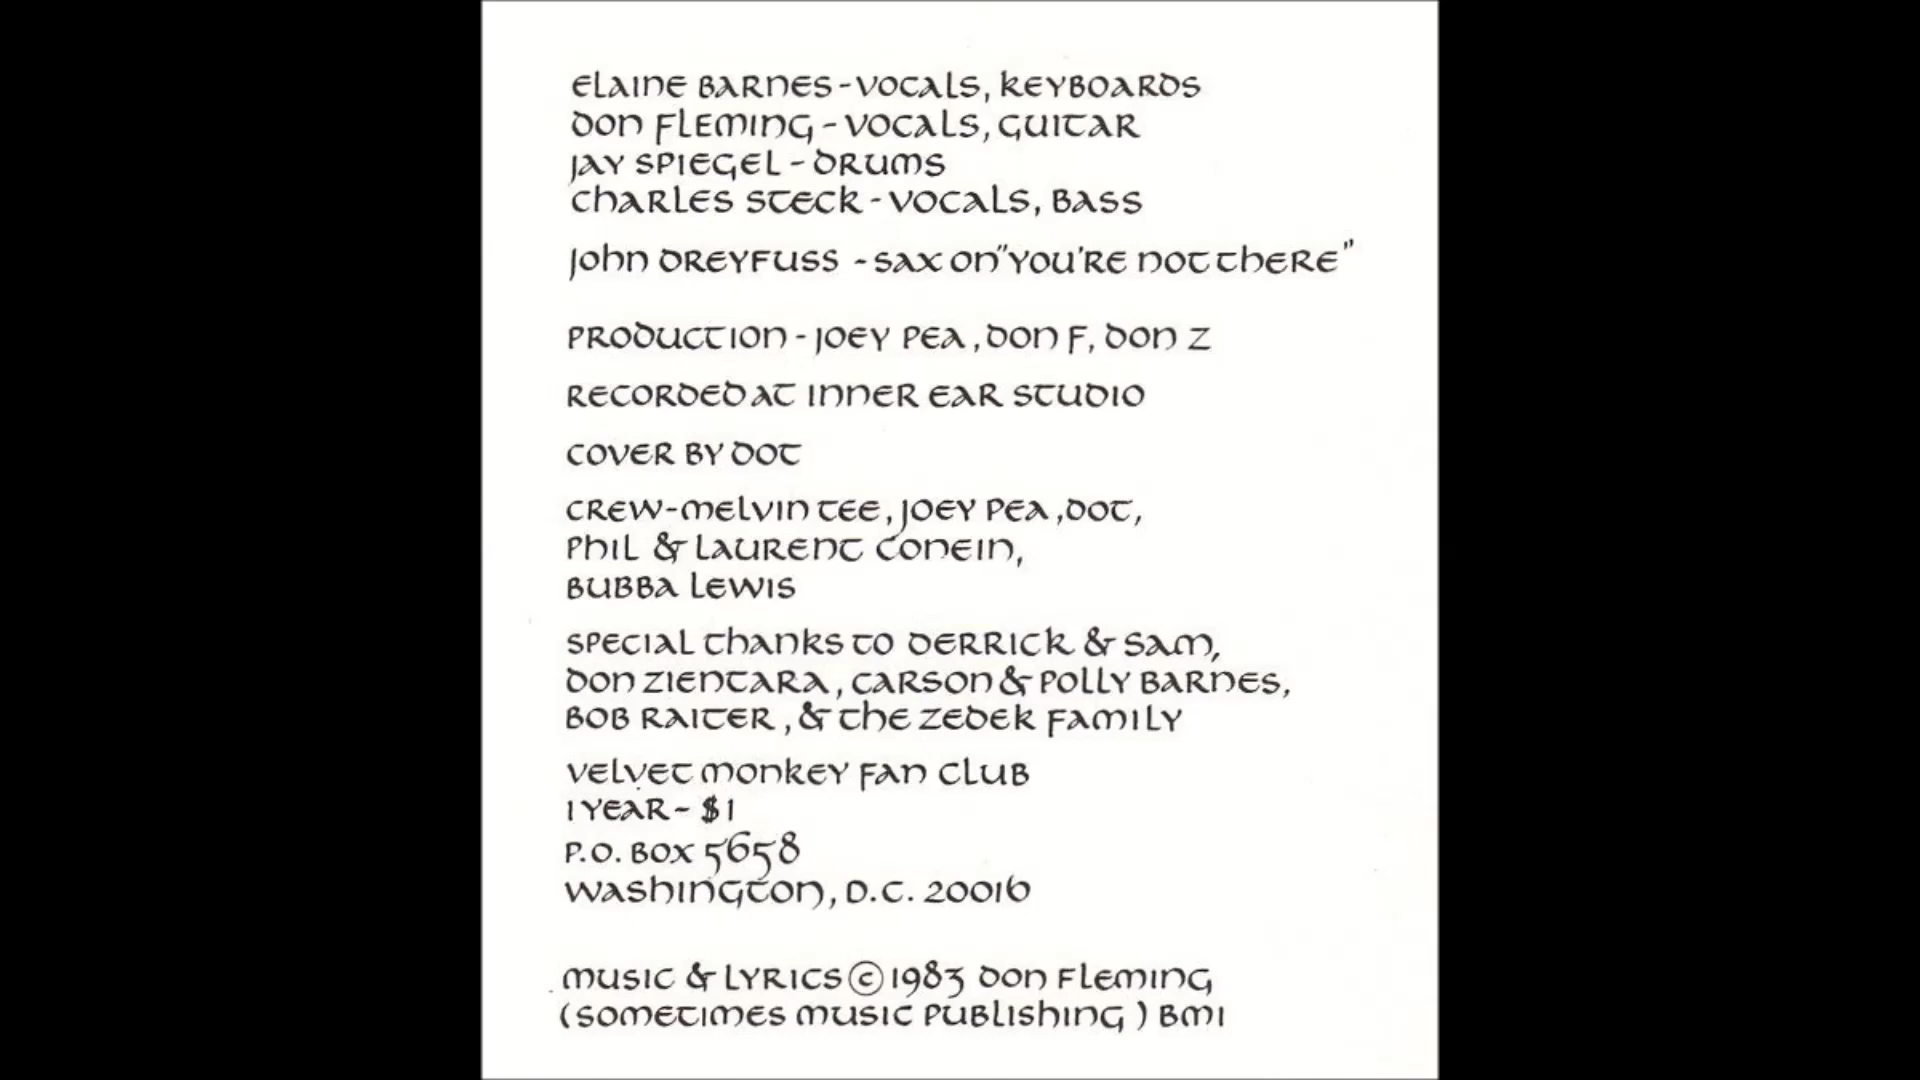 Elaine Barnes - vocals, keyboards
Don Fleming - vocals, guitar
Jay Spiegel - drums
Charles Steck - vocals, bass
John Dreyfuss - sax on "You're Not There"
Production - Joey Pea, Don F, Don Z
Recorded at Inner Ear Studio
Cover by Dot
Crew - Melvin Tee, Joey Pea, Dot,
Phil & Laurent Conein,
Bubba Lewis
Special thanks to Derrick & Sam,
Don Zientara, Carson & Polly Barnes,
Bob Raiter, & the Zedek Family
Velvet Monkey Fan Club
1 Year - $1
P.O. Box 5658
Washington, D.C. 20016
Music & Lyrics © 1983 Don Fleming
(Sometimes Music Publishing) BMI